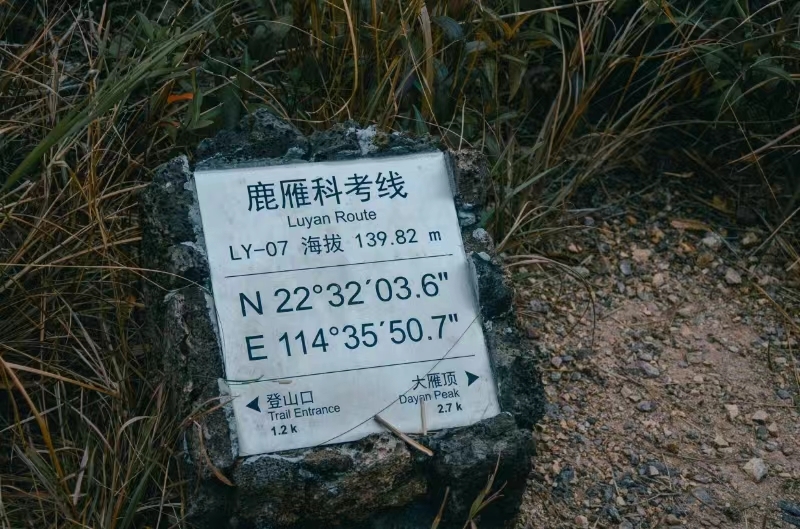 鹿雁科考线
Luyan Route
LY-07 海拔 139.82 m
N 22°32′03.6"
E 114°35′50.7"
登山口
Trail Entrance
1.2 k
大雁顶
Dayan Peak
2.7 k